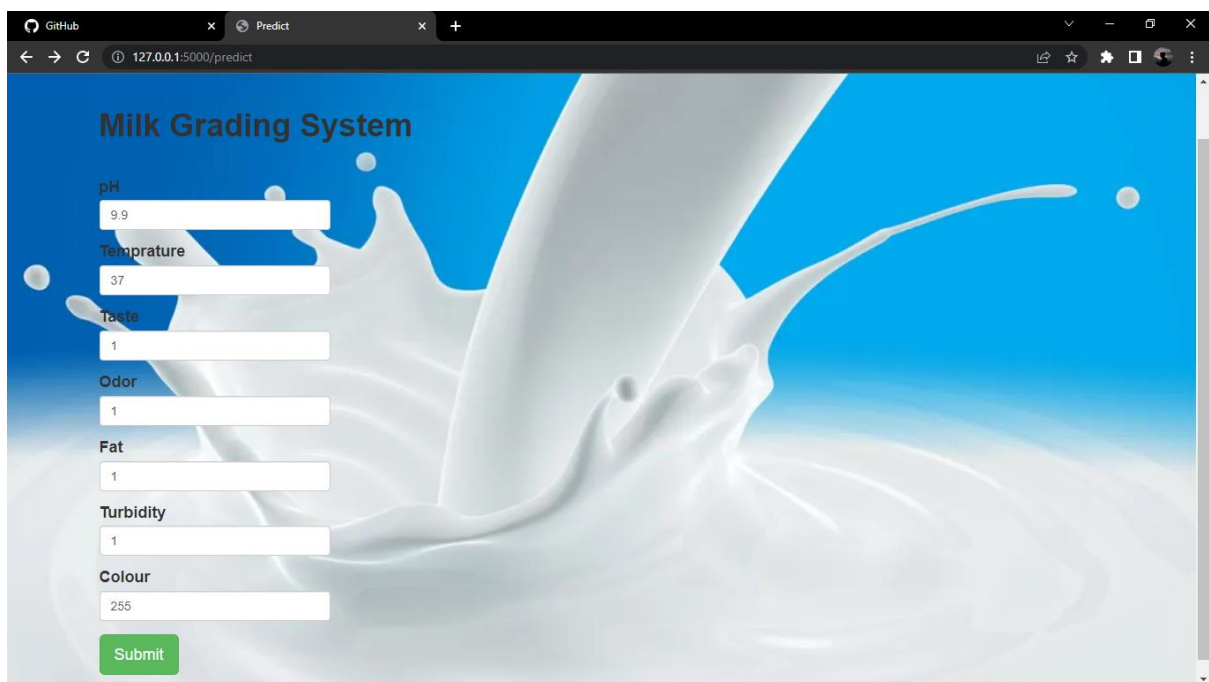 GitHub
Predict
127.0.0.1:5000/predict
Milk Grading System
pH
9.9
Temprature
37
Taste
1
Odor
1
Fat
1
Turbidity
1
Colour
255
Submit